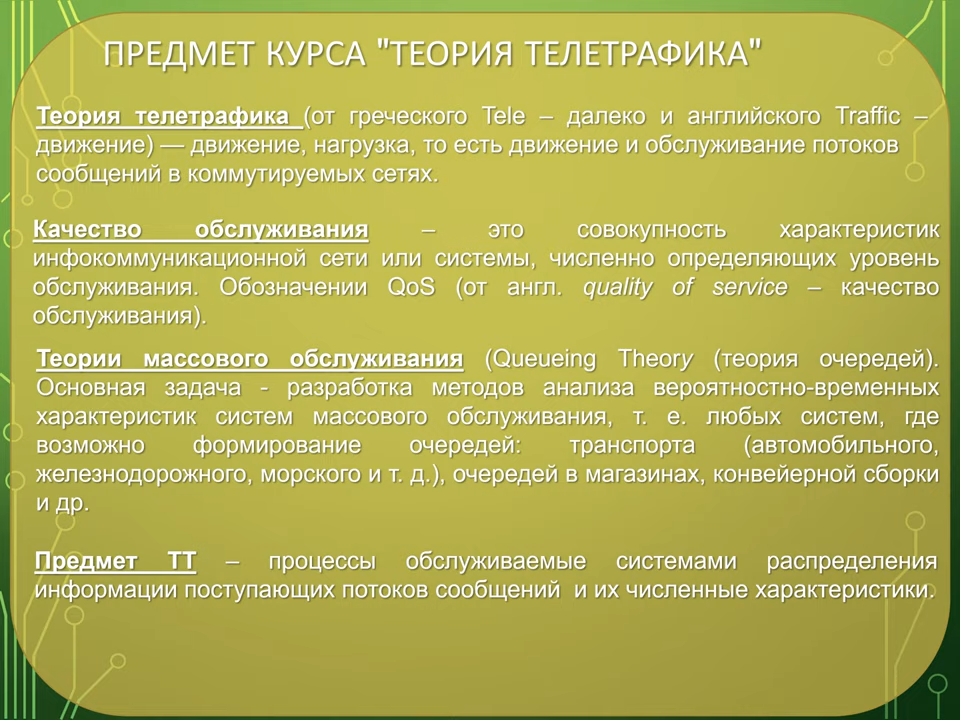 ПРЕДМЕТ КУРСА "ТЕОРИЯ ТЕЛЕТРАФИКА"
Теория телетрафика (от греческого Tele – далеко и английского Traffic –
движение) — движение, нагрузка, то есть движение и обслуживание потоков
сообщений в коммутируемых сетях.
Качество обслуживания – это совокупность характеристик
инфокоммуникационной сети или системы, численно определяющих уровень
обслуживания. Обозначении QoS (от англ. quality of service – качество
обслуживания).
Теории массового обслуживания (Queueing Theory (теория очередей).
Основная задача - разработка методов анализа вероятностно-временных
характеристик систем массового обслуживания, т. е. любых систем, где
возможно формирование очередей: транспорта (автомобильного,
железнодорожного, морского и т. д.), очередей в магазинах, конвейерной сборки
и др.
Предмет ТТ – процессы обслуживаемые системами распределения
информации поступающих потоков сообщений и их численные характеристики.